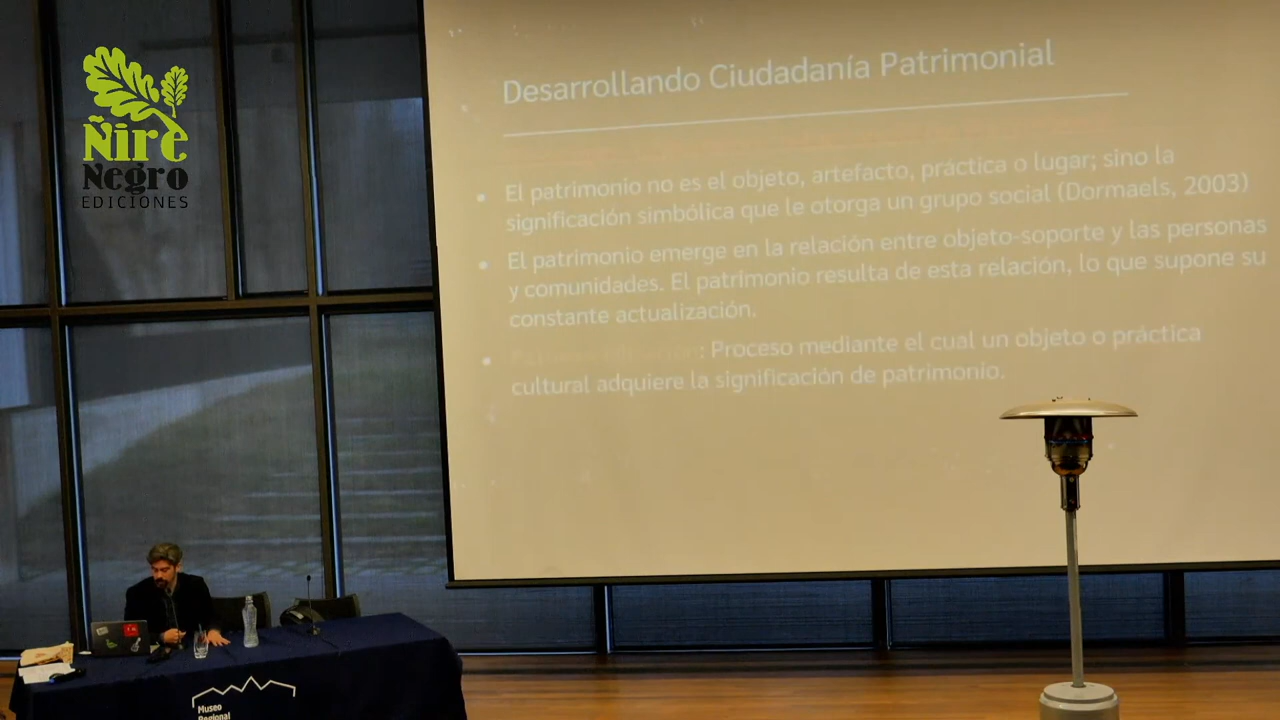 Ñire
Negro
EDICIONES
Desarrollando Ciudadanía Patrimonial
El patrimonio no es el objeto, artefacto, práctica o lugar; sino la
significación simbólica que le otorga un grupo social (Dormaels, 2003)
El patrimonio emerge en la relación entre objeto-soporte y las personas
y comunidades. El patrimonio resulta de esta relación, lo que supone su
constante actualización.
: Proceso mediante el cual un objeto o práctica
cultural adquiere la significación de patrimonio.
Museo
Regional